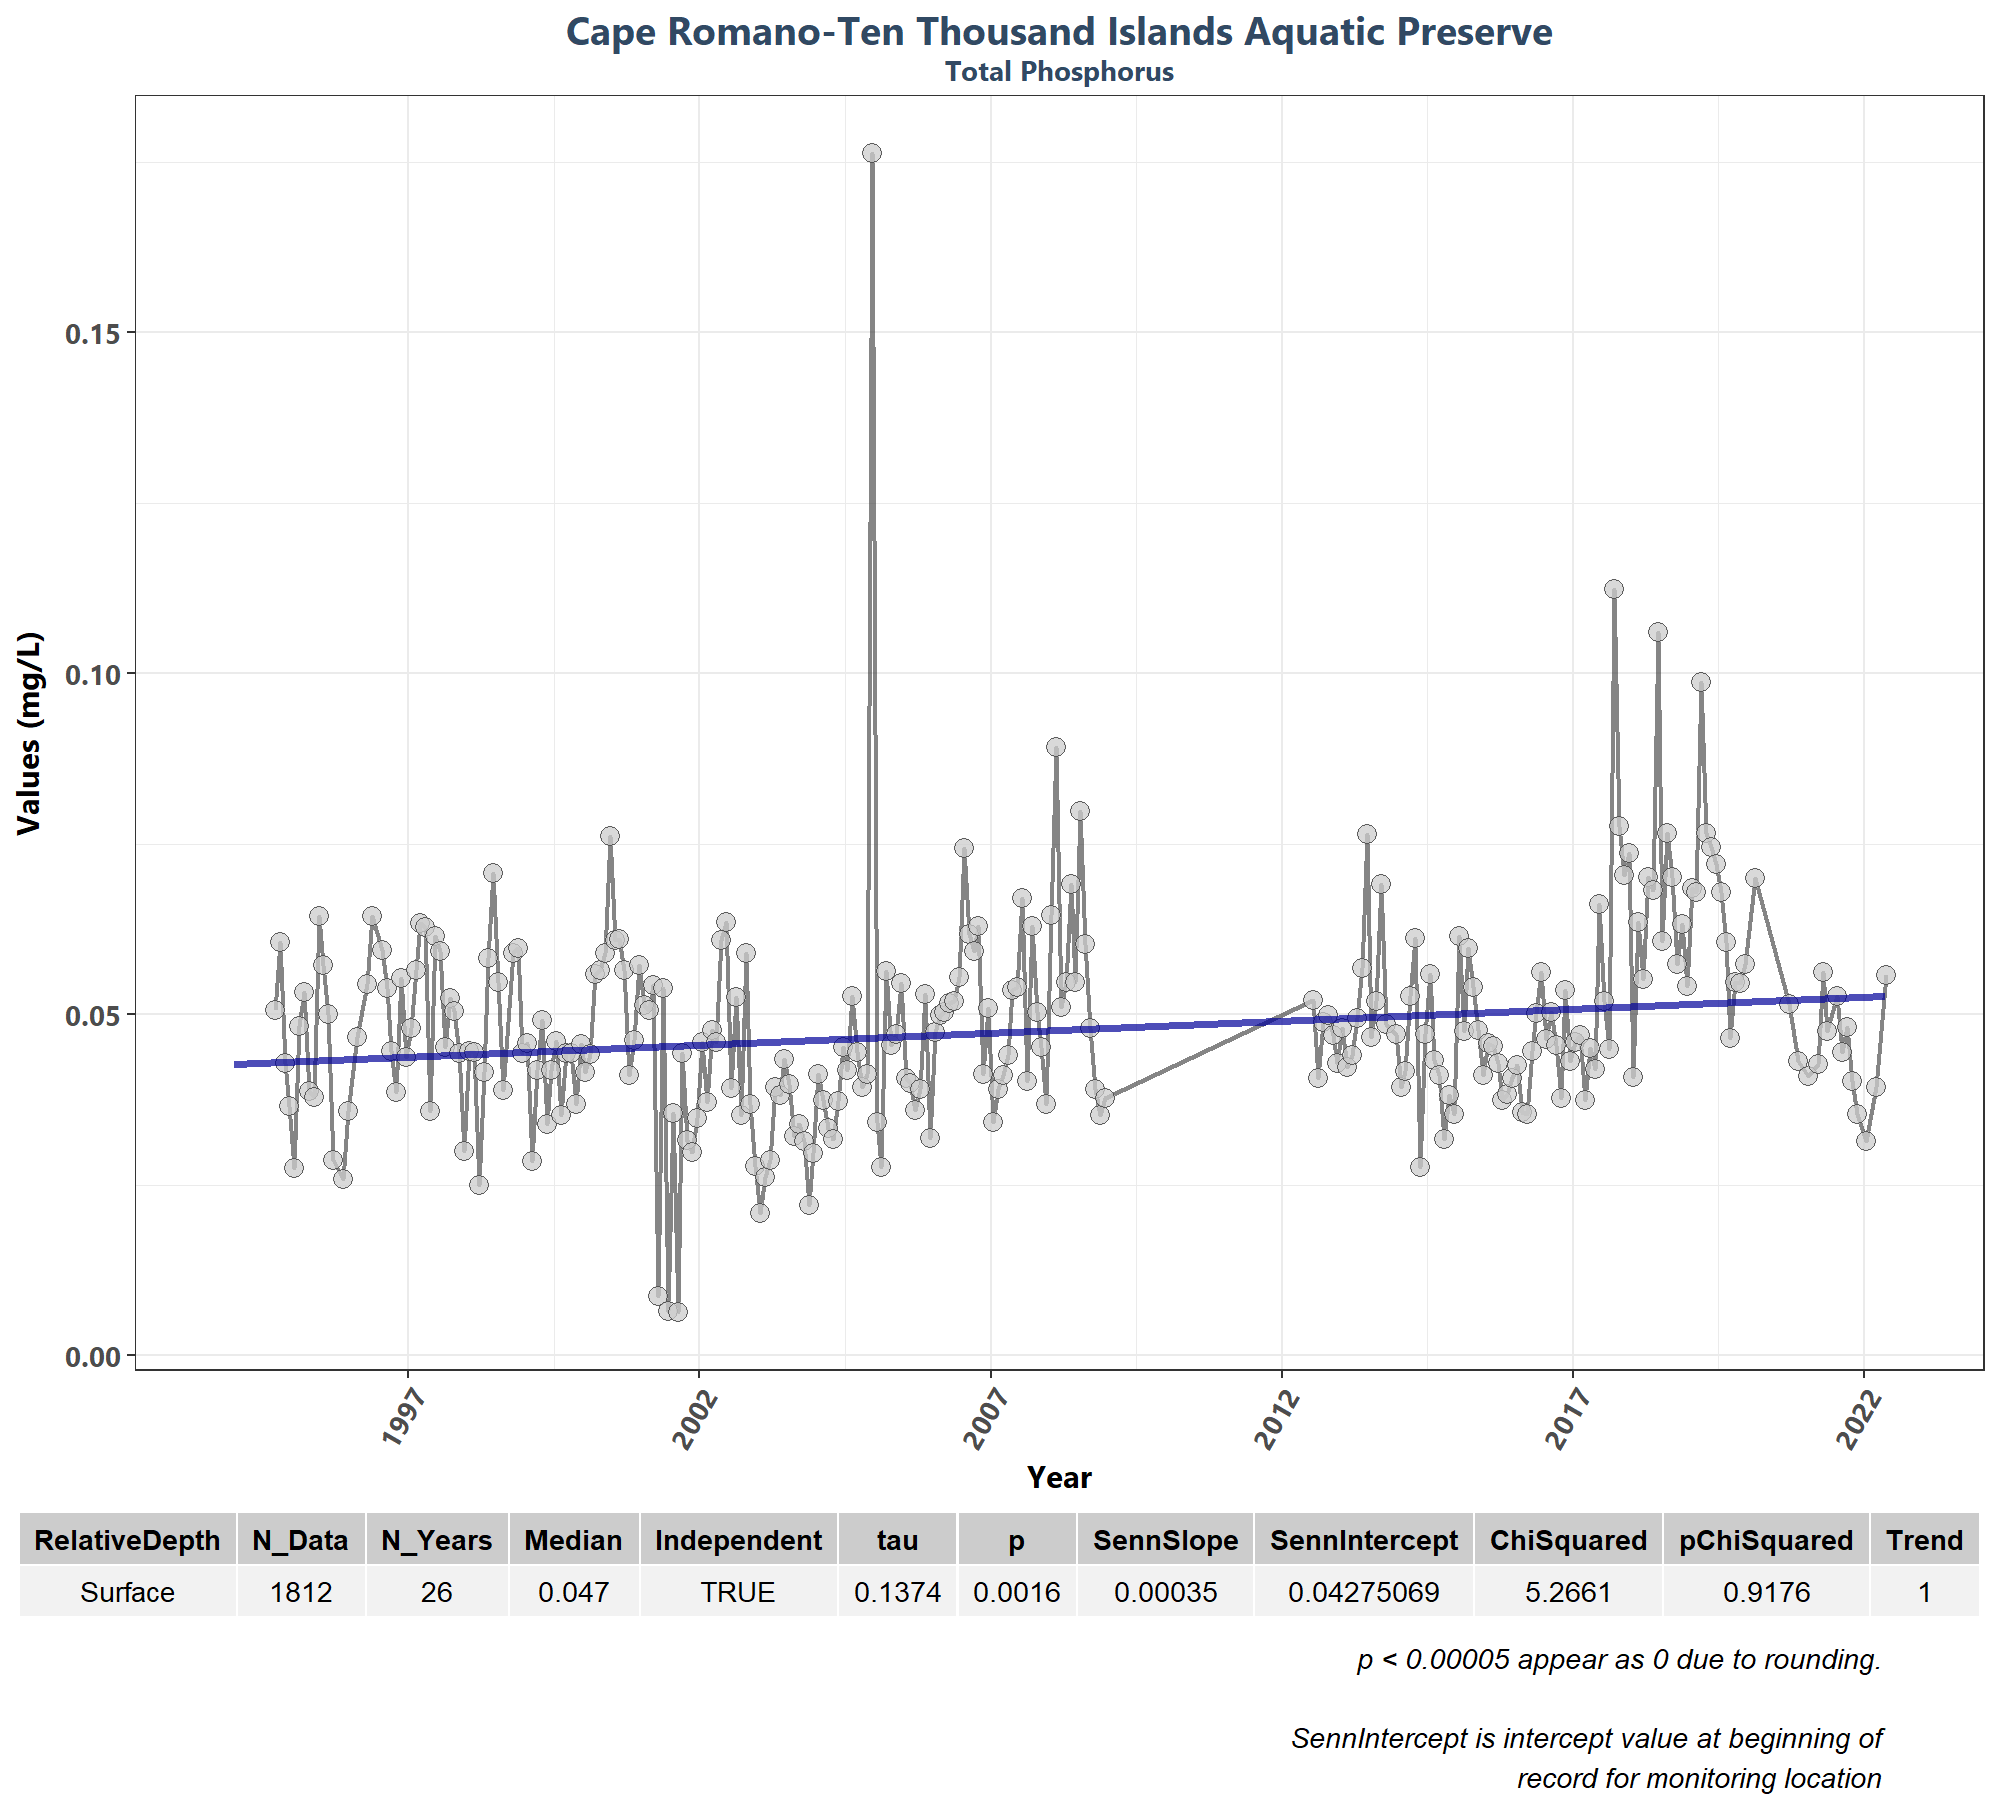 Cape Romano-Ten Thousand Islands Aquatic Preserve
Total Phosphorus
Values (mg/L)
0.15
0.10
0.05
0.00
1997 2002 2007 2012 2017 2022
Year
RelativeDepth N_Data N_Years Median Independent tau p SennSlope SennIntercept ChiSquared pChiSquared Trend
Surface 1812 26 0.047 TRUE 0.1374 0.0016 0.00035 0.04275069 5.2661 0.9176 1
p < 0.00005 appear as 0 due to rounding.
SennIntercept is intercept value at beginning of
record for monitoring location